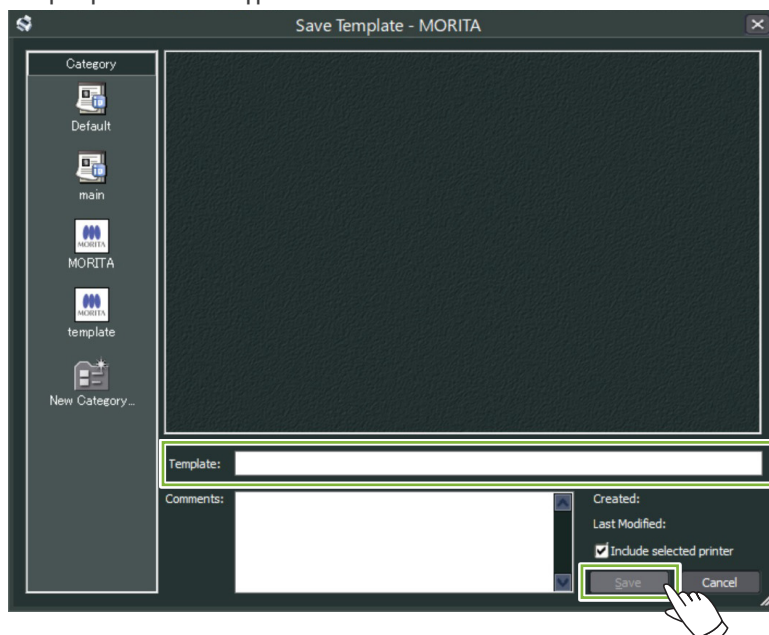 Save Template - MORITA
Category
Default
main
MORITA
MORITA
MORITA
template
New Category...
Template:
Comments:
Created:
Last Modified:
Include selected printer
Save
Cancel